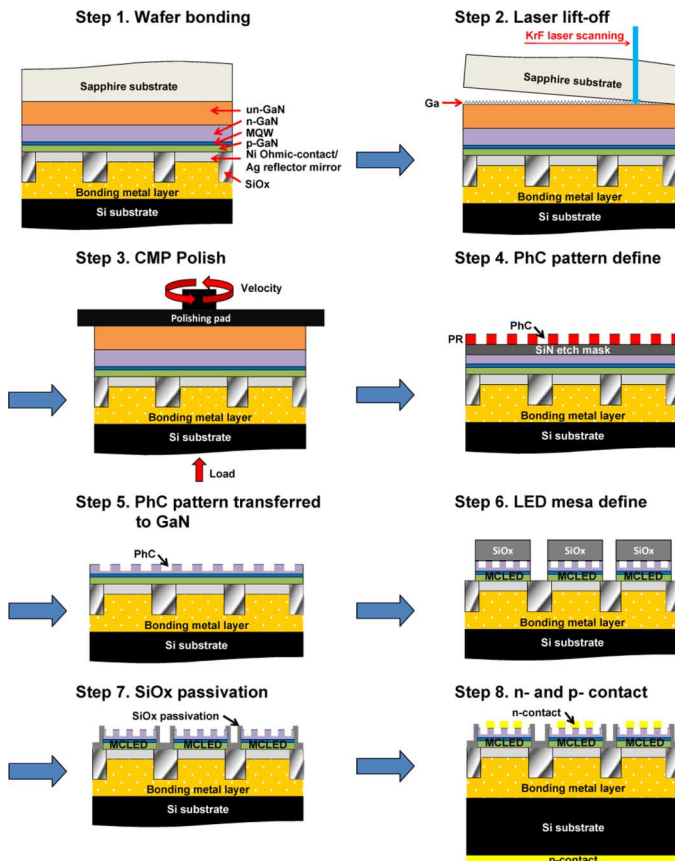 Step 1. Wafer bonding
Sapphire substrate
un-GaN
n-GaN
MQW
p-GaN
Ni Ohmic-contact/
Ag reflector mirror
SiOx
Bonding metal layer
Si substrate
Step 2. Laser lift-off
KrF laser scanning
Sapphire substrate
Ga
Bonding metal layer
Si substrate
Step 3. CMP Polish
Velocity
Polishing pad
Bonding metal layer
Si substrate
Load
Step 4. PhC pattern define
PhC
PR
SiN etch mask
Bonding metal layer
Si substrate
Step 5. PhC pattern transferred
to GaN
PhC
Bonding metal layer
Si substrate
Step 6. LED mesa define
SiOx SiOx SiOx
MCLED MCLED MCLED
Bonding metal layer
Si substrate
Step 7. SiOx passivation
SiOx passivation
MCLED MCLED MCLED
Bonding metal layer
Si substrate
Step 8. n- and p- contact
n-contact
MCLED MCLED MCLED
Bonding metal layer
Si substrate
p-contact